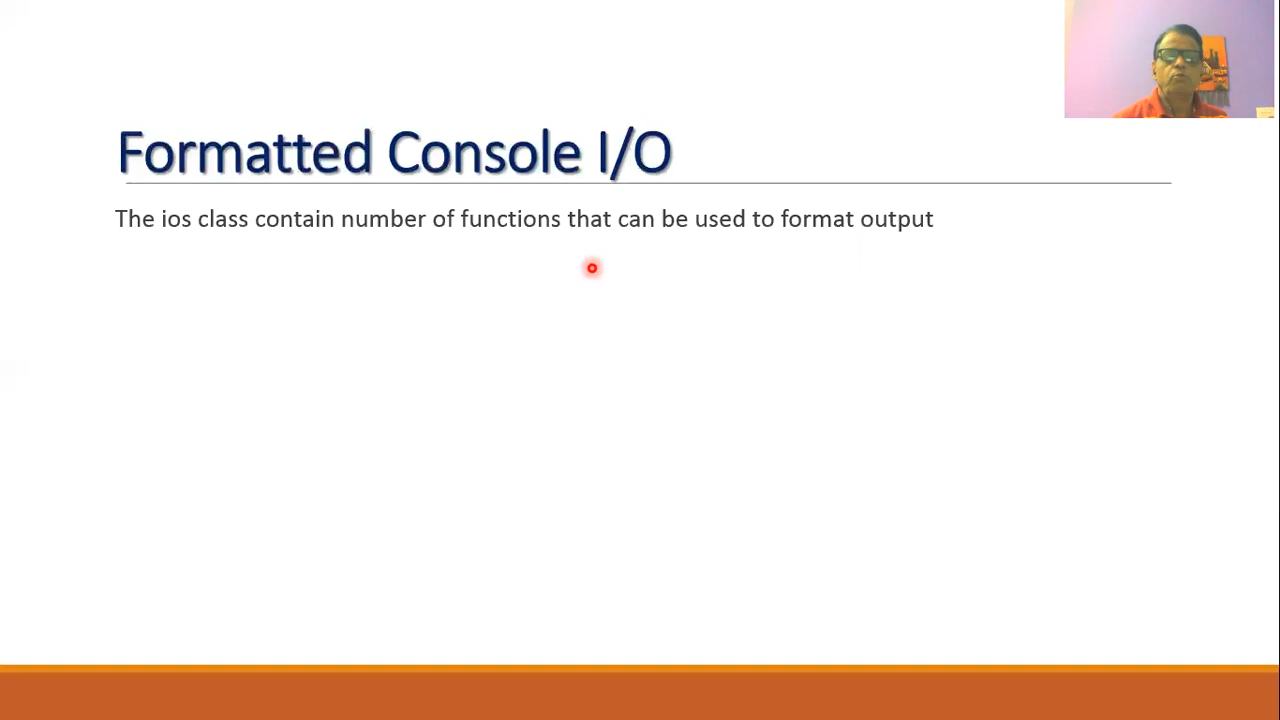 Formatted Console I/O
The ios class contain number of functions that can be used to format output